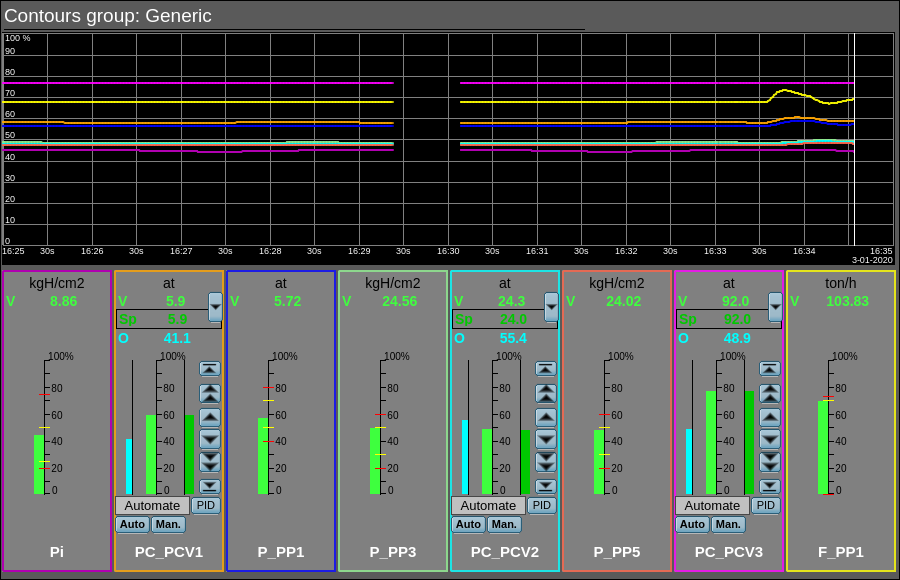 Contours group: Generic
100 %
90
80
70
60
50
40
30
20
10
0
16:25 30s 16:26 30s 16:27 30s 16:28 30s 16:29 30s 16:30 30s 16:31 30s 16:32 30s 16:33 30s 16:34 16:35
3-01-2020
kgH/cm2 at at kgH/cm2 at kgH/cm2 at ton/h
V 8.86 V 5.9 V 5.72 V 24.56 V 24.3 V 24.02 V 92.0 V 103.83
Sp 5.9 Sp 24.0 Sp 92.0
O 41.1 O 55.4 O 48.9
100% 100% 100% 100% 100% 100% 100% 100%
80 80 80 80 80 80 80 80
60 60 60 60 60 60 60 60
40 40 40 40 40 40 40 40
20 20 20 20 20 20 20 20
0 0 0 0 0 0 0 0
Automate PID Automate PID Automate PID
Auto Man. Auto Man. Auto Man.
Pi PC_PCV1 P_PP1 P_PP3 PC_PCV2 P_PP5 PC_PCV3 F_PP1